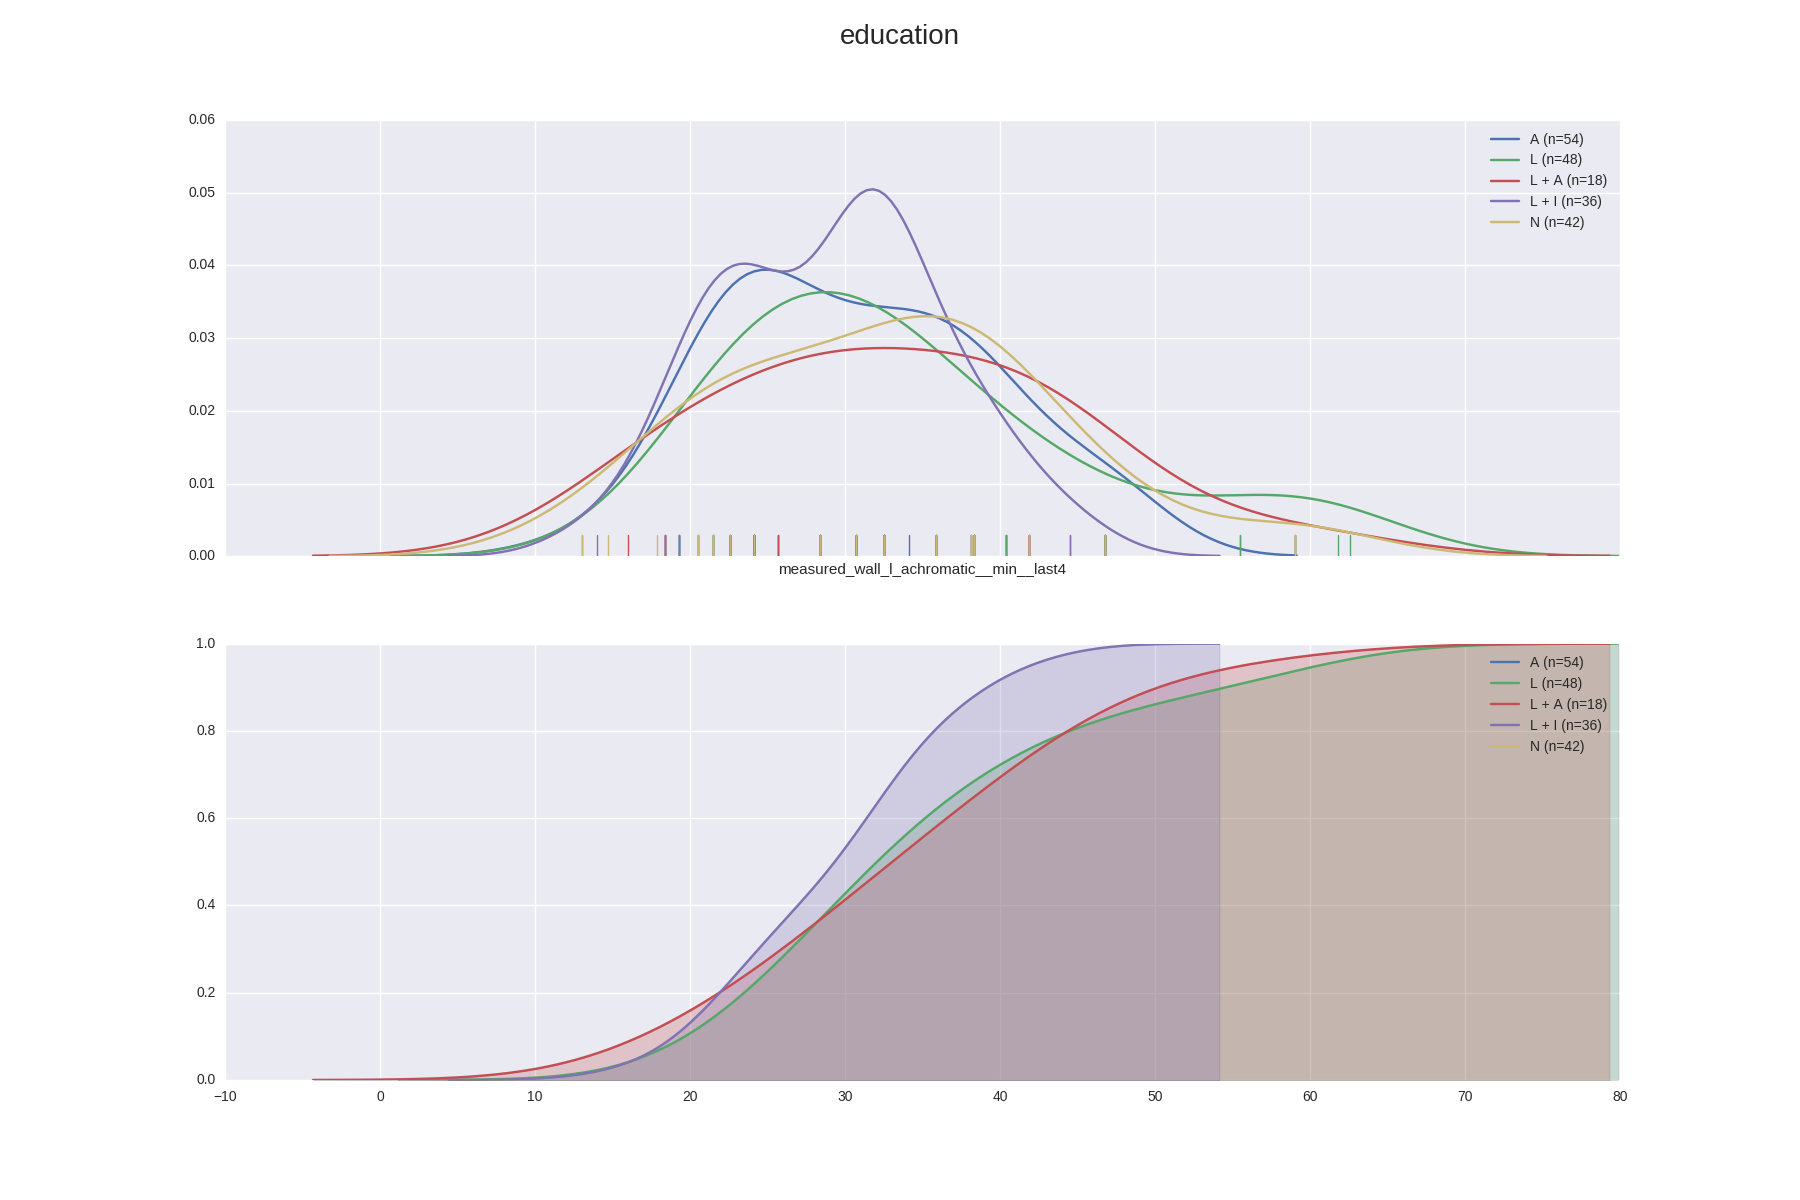 education
0.06
0.05
0.04
0.03
0.02
0.01
0.00
A (n=54)
L (n=48)
L + A (n=18)
L + I (n=36)
N (n=42)
measured_wall_l_achromatic__min__last4
1.0
0.8
0.6
0.4
0.2
0.0
A (n=54)
L (n=48)
L + A (n=18)
L + I (n=36)
N (n=42)
−10 0 10 20 30 40 50 60 70 80